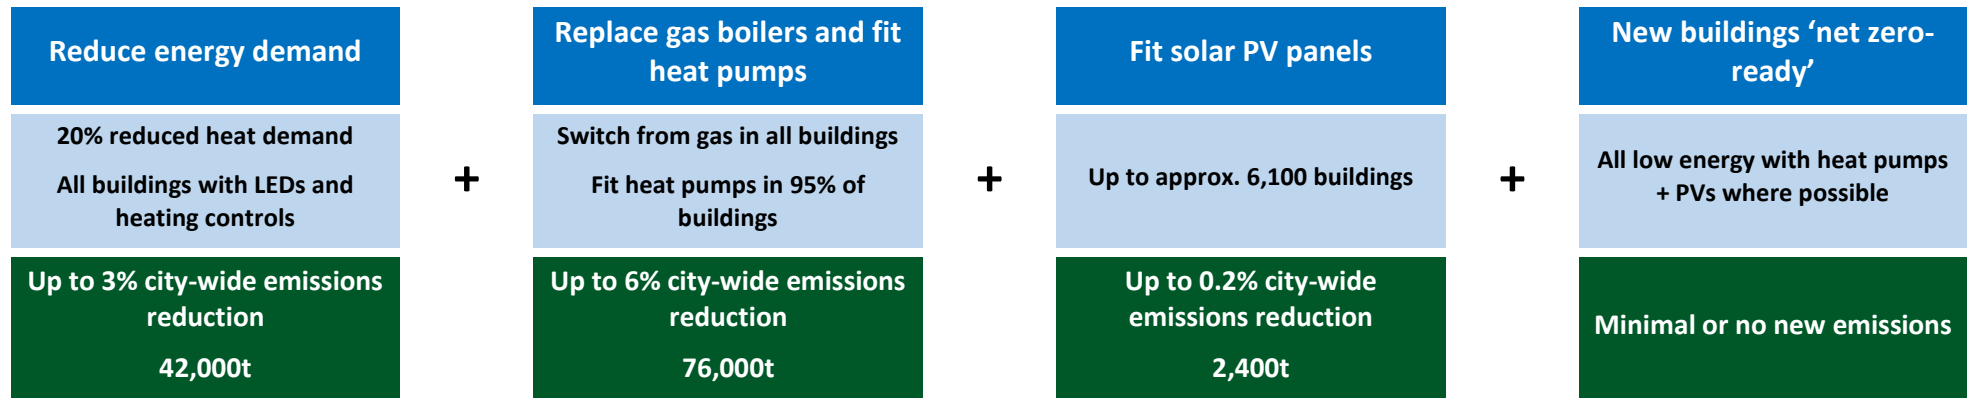 Reduce energy demand
20% reduced heat demand
All buildings with LEDs and
heating controls
Up to 3% city-wide emissions
reduction
42,000t
+
Replace gas boilers and fit
heat pumps
Switch from gas in all buildings
Fit heat pumps in 95% of
buildings
Up to 6% city-wide emissions
reduction
76,000t
+
Fit solar PV panels
Up to approx. 6,100 buildings
Up to 0.2% city-wide
emissions reduction
2,400t
+
New buildings ‘net zero-
ready’
All low energy with heat pumps
+ PVs where possible
Minimal or no new emissions